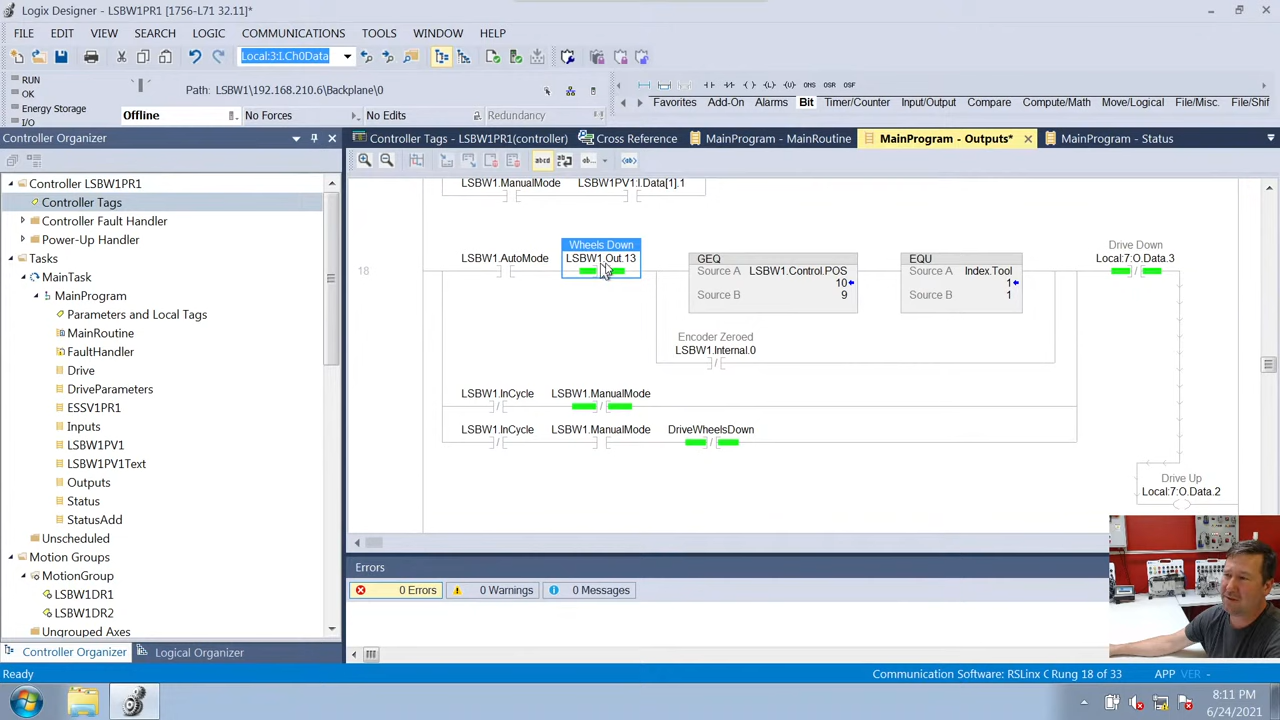 Logix Designer - LSBW1PR1 [1756-L71 32.11]*
FILE EDIT VIEW SEARCH LOGIC COMMUNICATIONS TOOLS WINDOW HELP
Local:3:I.Ch0Data
RUN
OK
Energy Storage
I/O
Path: LSBW1\192.168.210.6\Backplane\0
Offline No Forces No Edits Redundancy
Favorites Add-On Alarms Bit Timer/Counter Input/Output Compare Compute/Math Move/Logical File/Misc. File/Shif
Controller Organizer
Controller Tags - LSBW1PR1(controller) Cross Reference MainProgram - MainRoutine MainProgram - Outputs* MainProgram - Status
Controller LSBW1PR1
Controller Tags
Controller Fault Handler
Power-Up Handler
Tasks
MainTask
MainProgram
Parameters and Local Tags
MainRoutine
FaultHandler
Drive
DriveParameters
ESSV1PR1
Inputs
LSBW1PV1
LSBW1PV1Text
Outputs
Status
StatusAdd
Unscheduled
Motion Groups
MotionGroup
LSBW1DR1
LSBW1DR2
Ungrouped Axes
Controller Organizer Logical Organizer
LSBW1.ManualMode LSBW1PV1:I.Data[1].1
18
LSBW1.AutoMode
Wheels Down
LSBW1.Out.13
GEQ
Source A LSBW1.Control.POS
10
Source B 9
EQU
Source A Index.Tool
1
Source B 1
Drive Down
Local:7:O.Data.3
Encoder Zeroed
LSBW1.Internal.0
LSBW1.InCycle LSBW1.ManualMode
LSBW1.InCycle LSBW1.ManualMode DriveWheelsDown
Drive Up
Local:7:O.Data.2
Errors
0 Errors 0 Warnings 0 Messages
Ready
Communication Software: RSLinx C Rung 18 of 33 APP VER -
8:11 PM
6/24/2021